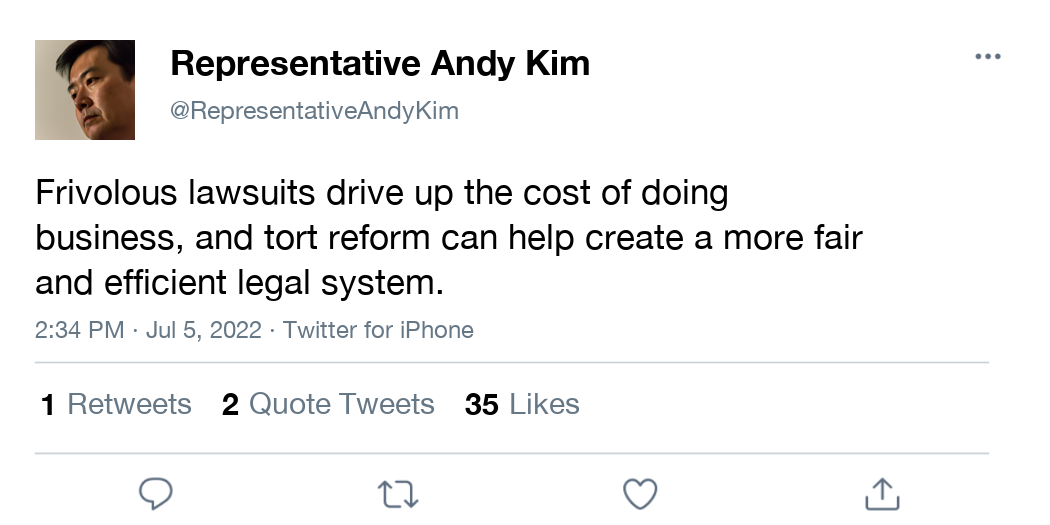 Representative Andy Kim
@RepresentativeAndyKim
Frivolous lawsuits drive up the cost of doing
business, and tort reform can help create a more fair
and efficient legal system.
2:34 PM · Jul 5, 2022 · Twitter for iPhone
1 Retweets 2 Quote Tweets 35 Likes